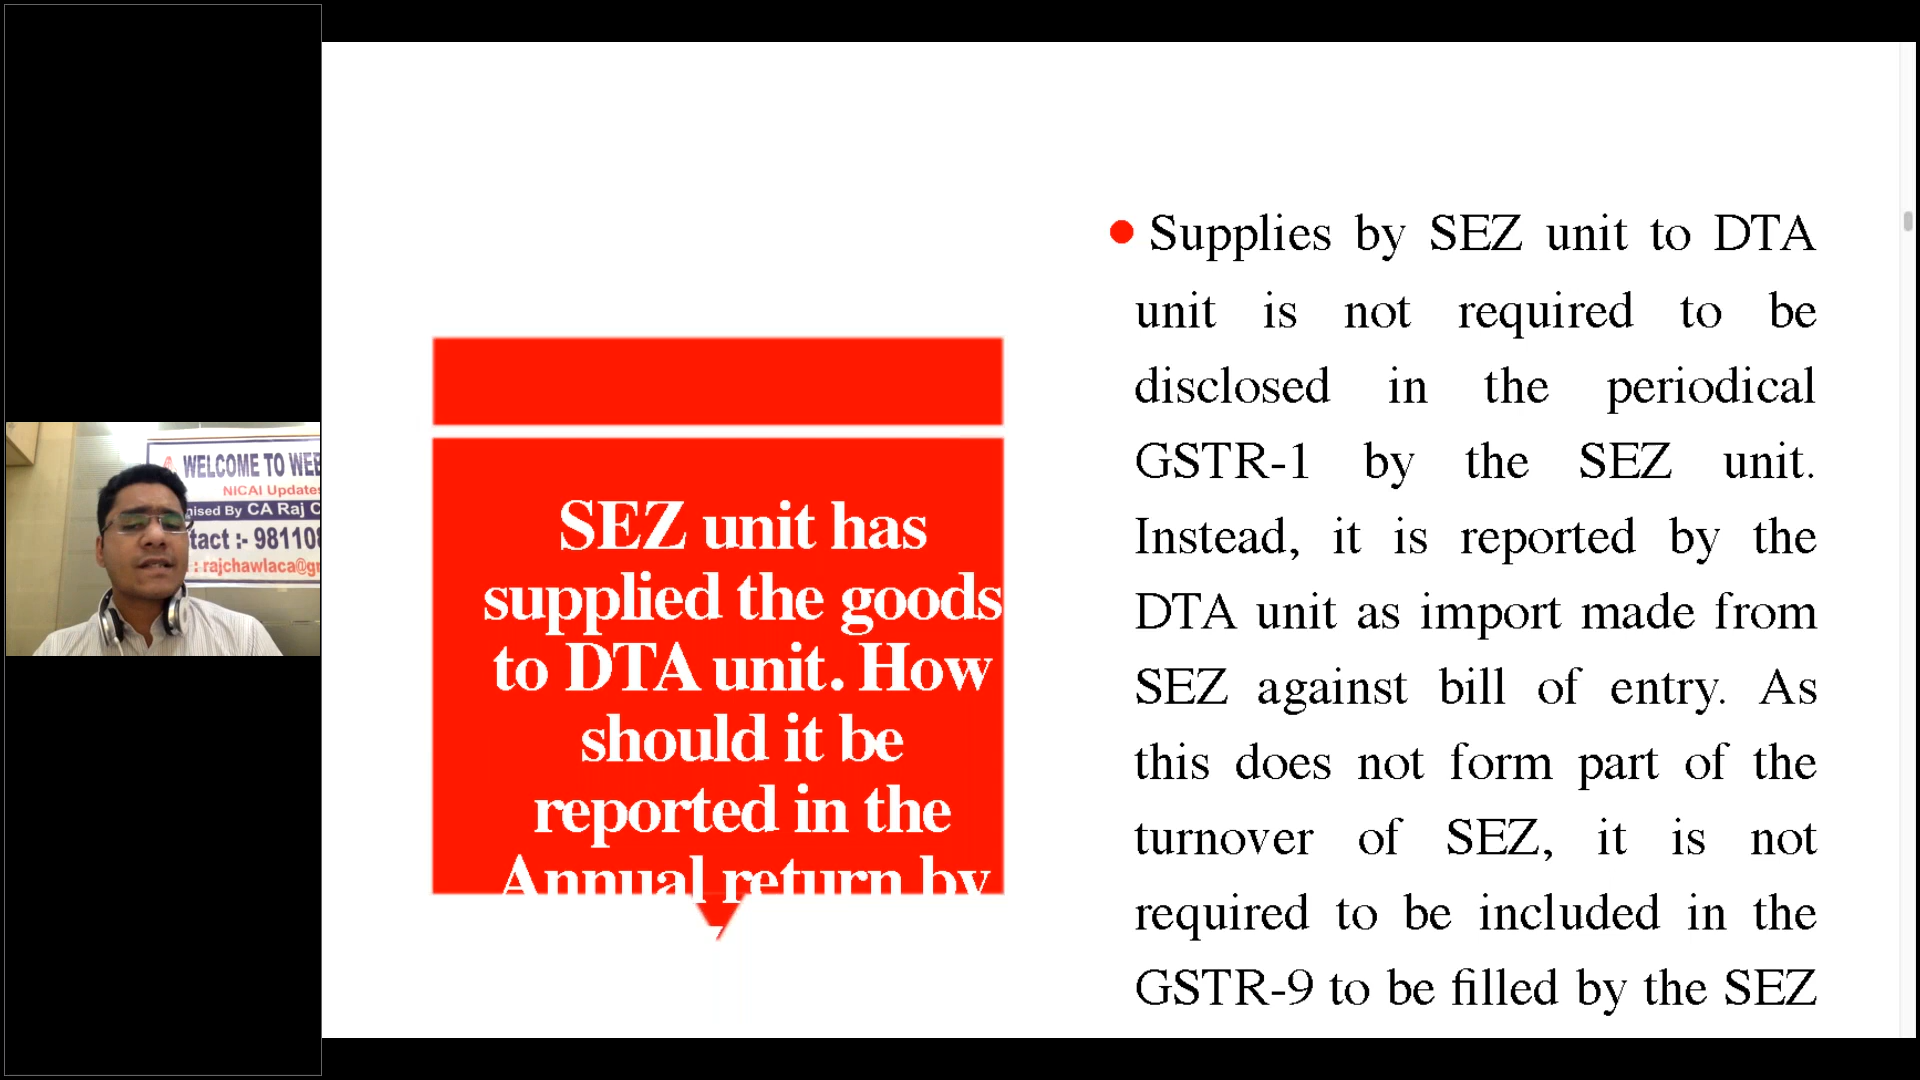 WELCOME TO WEB
NICAI Updates
nised By CA Raj C
tact :- 98110
: rajchawlaca@g
SEZ unit has
supplied the goods
to DTA unit. How
should it be
reported in the
Annual return by
Supplies by SEZ unit to DTA
unit is not required to be
disclosed in the periodical
GSTR-1 by the SEZ unit.
Instead, it is reported by the
DTA unit as import made from
SEZ against bill of entry. As
this does not form part of the
turnover of SEZ, it is not
required to be included in the
GSTR-9 to be filled by the SEZ